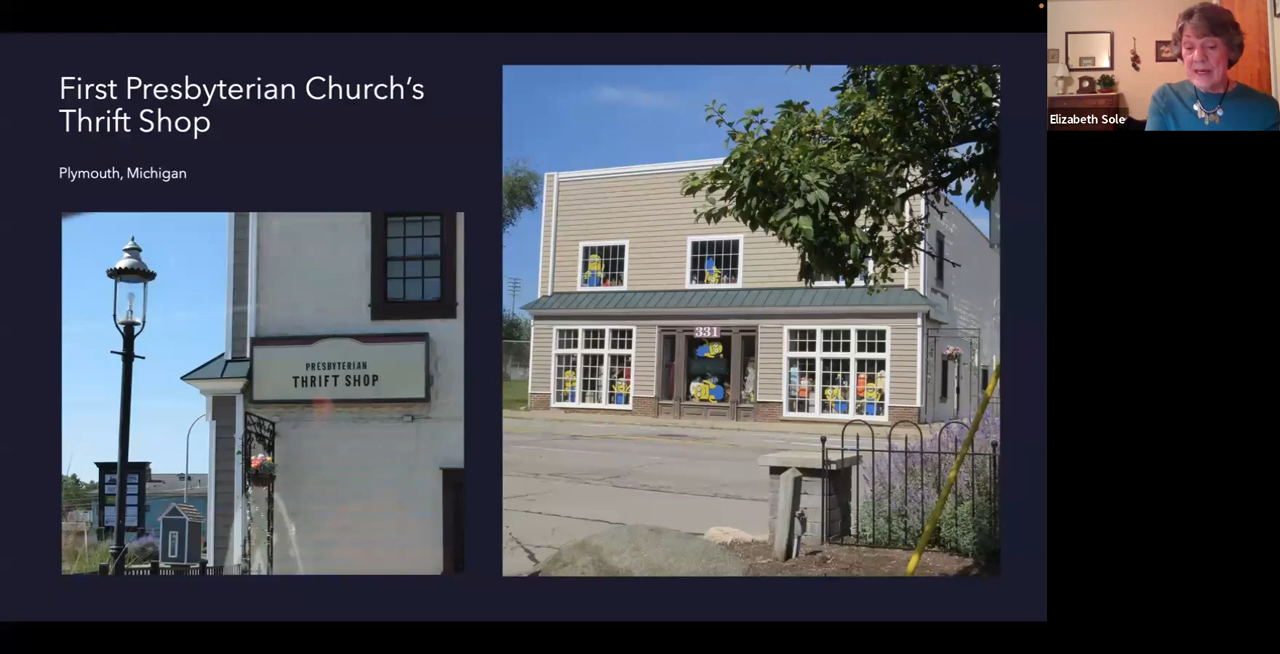 First Presbyterian Church's
Thrift Shop
Plymouth, Michigan
PRESBYTERIAN
THRIFT SHOP
331
Elizabeth Sole